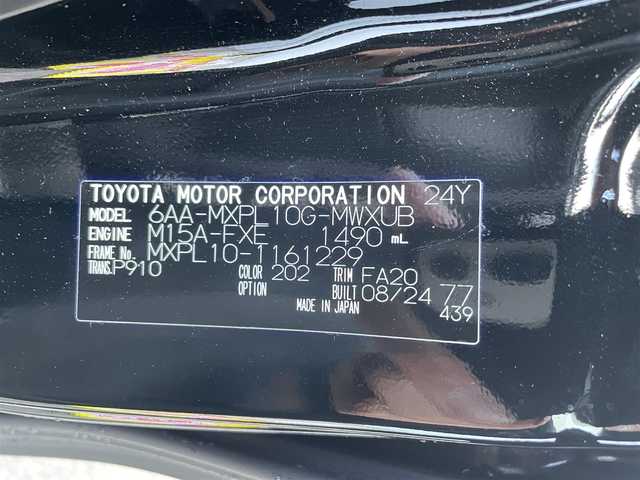 TOYOTA MOTOR CORPORATION 24Y
MODEL 6AA-MXPL10G-MWXUB
ENGINE M15A-FXE 1490 mL
FRAME No. MXPL10-1161229
TRANS. P910 COLOR 202 TRIM FA20
OPTION BUILT 08/24 77
MADE IN JAPAN 439